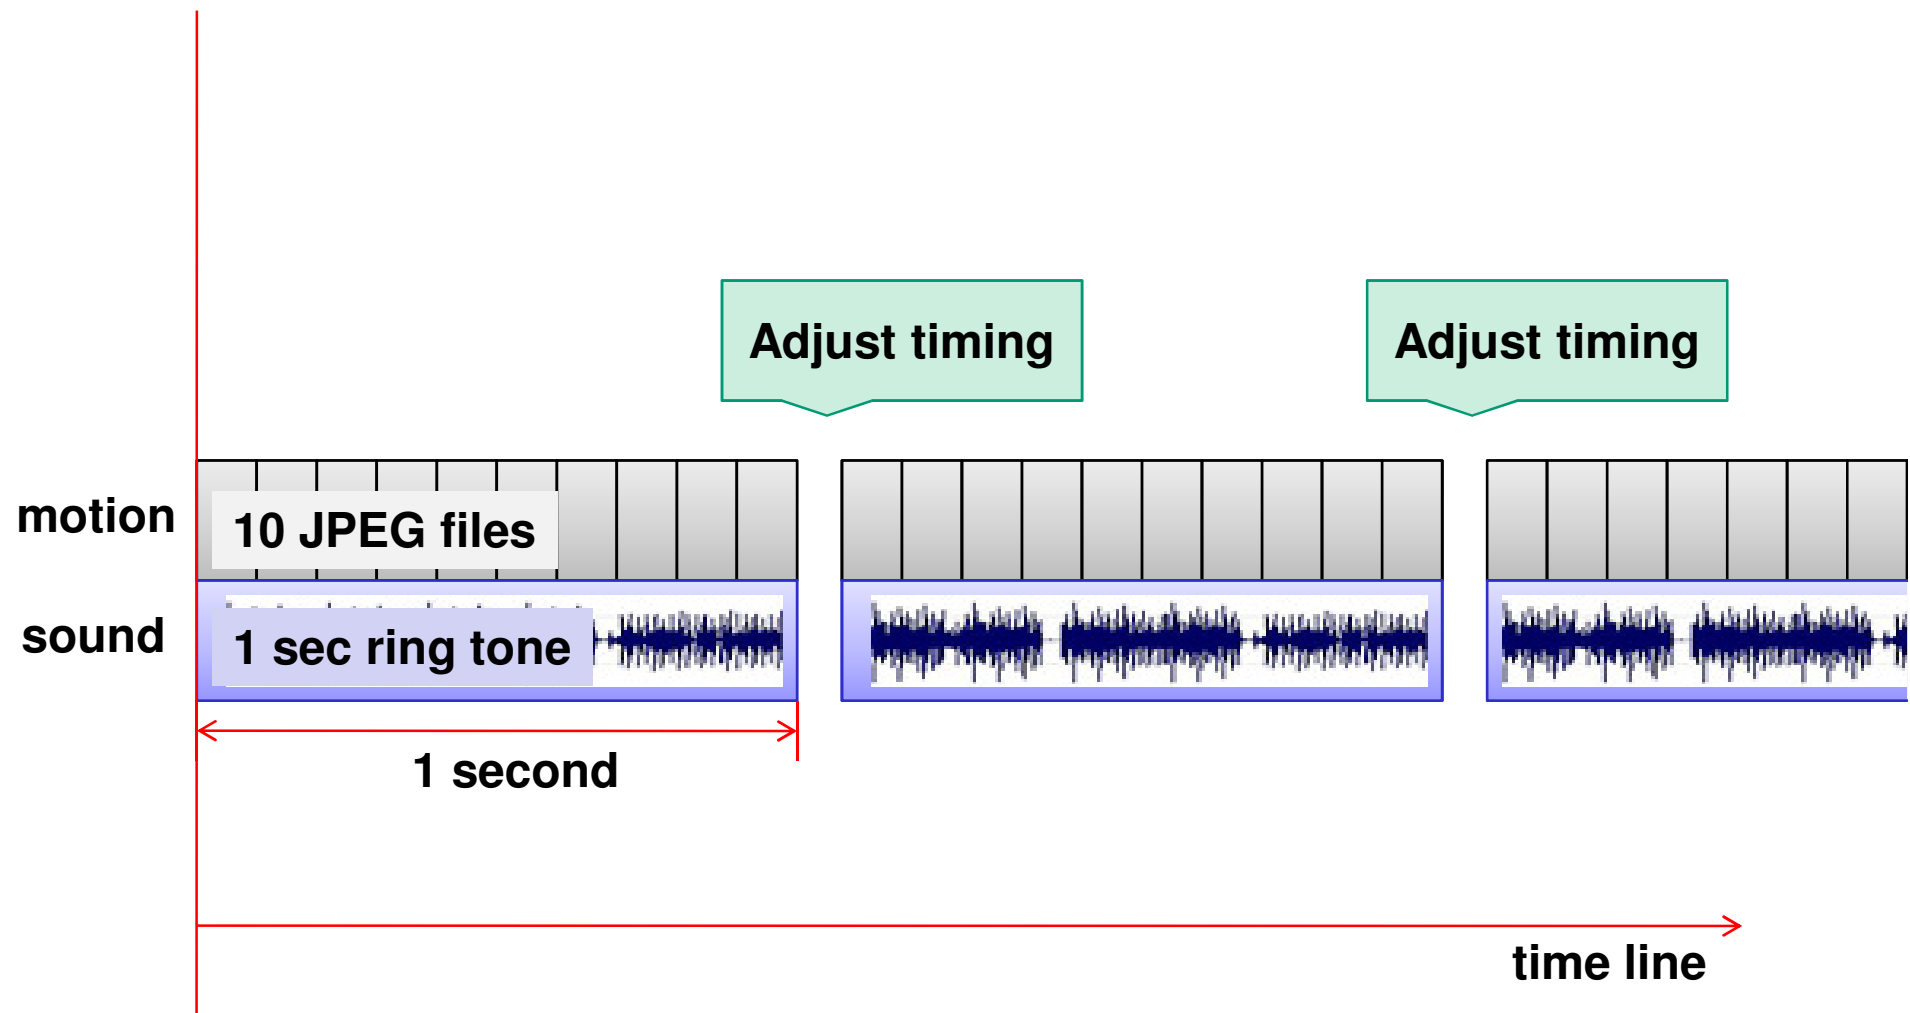 Adjust timing
Adjust timing
motion
10 JPEG files
sound
1 sec ring tone
1 second
time line